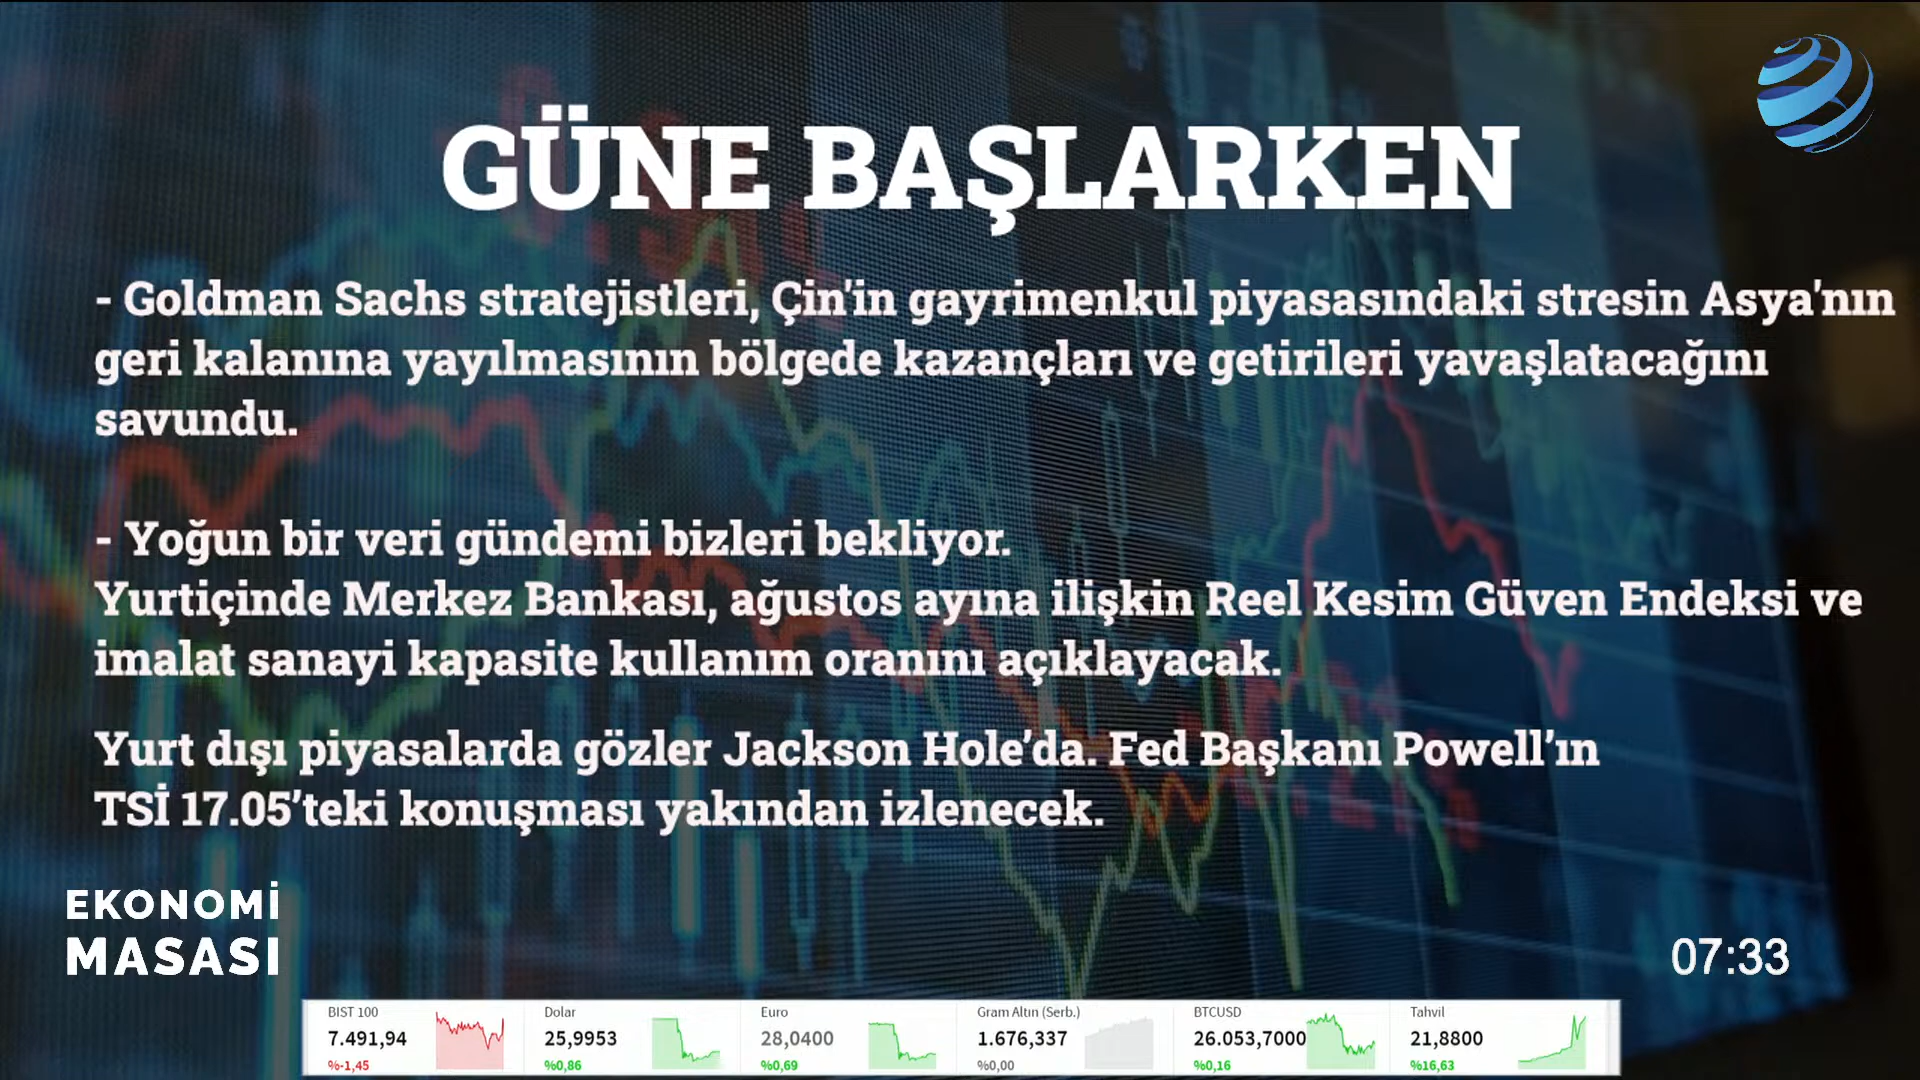 GÜNE BAŞLARKEN
- Goldman Sachs stratejistleri, Çin'in gayrimenkul piyasasındaki stresin Asya'nın
geri kalanına yayılmasının bölgede kazançları ve getirileri yavaşlatacağını
savundu.
- Yoğun bir veri gündemi bizleri bekliyor.
Yurtiçinde Merkez Bankası, ağustos ayına ilişkin Reel Kesim Güven Endeksi ve
imalat sanayi kapasite kullanım oranını açıklayacak.
Yurt dışı piyasalarda gözler Jackson Hole’da. Fed Başkanı Powell’ın
TSİ 17.05’teki konuşması yakından izlenecek.
EKONOMİ
MASASI
07:33
BIST 100 Dolar Euro Gram Altın (Serb.) BTCUSD Tahvil
7.491,94 25,9953 28,0400 1.676,337 26.053,7000 21,8800
%-1,45 %0,86 %0,69 %0,00 %0,16 %16,63